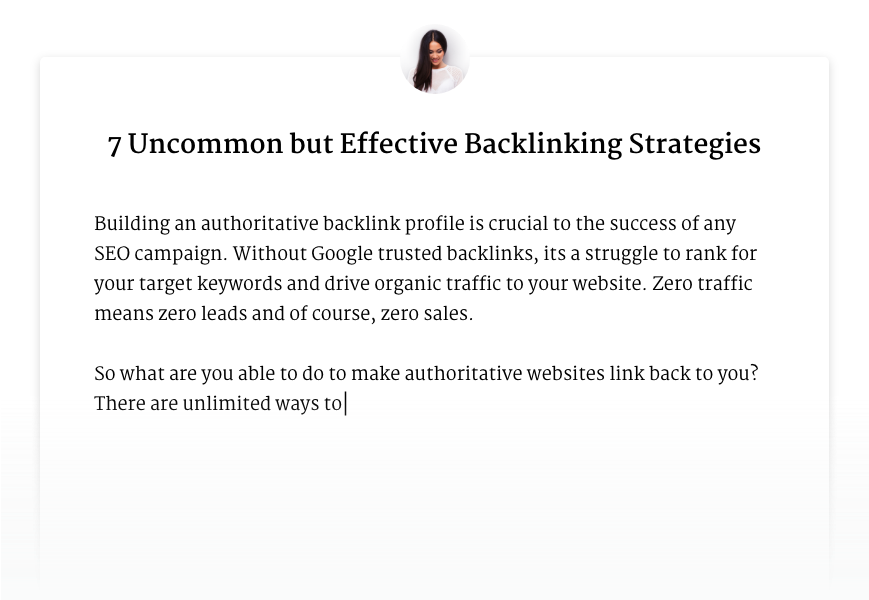 7 Uncommon but Effective Backlinking Strategies
Building an authoritative backlink profile is crucial to the success of any
SEO campaign. Without Google trusted backlinks, its a struggle to rank for
your target keywords and drive organic traffic to your website. Zero traffic
means zero leads and of course, zero sales.
So what are you able to do to make authoritative websites link back to you?
There are unlimited ways to